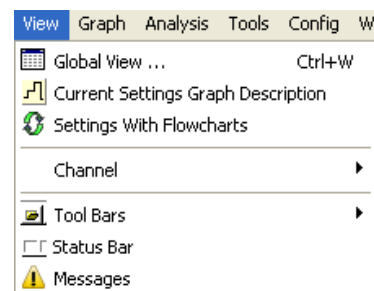 View Graph Analysis Tools Config W
Global View ... Ctrl+W
Current Settings Graph Description
Settings With Flowcharts
Channel
Tool Bars
Status Bar
Messages